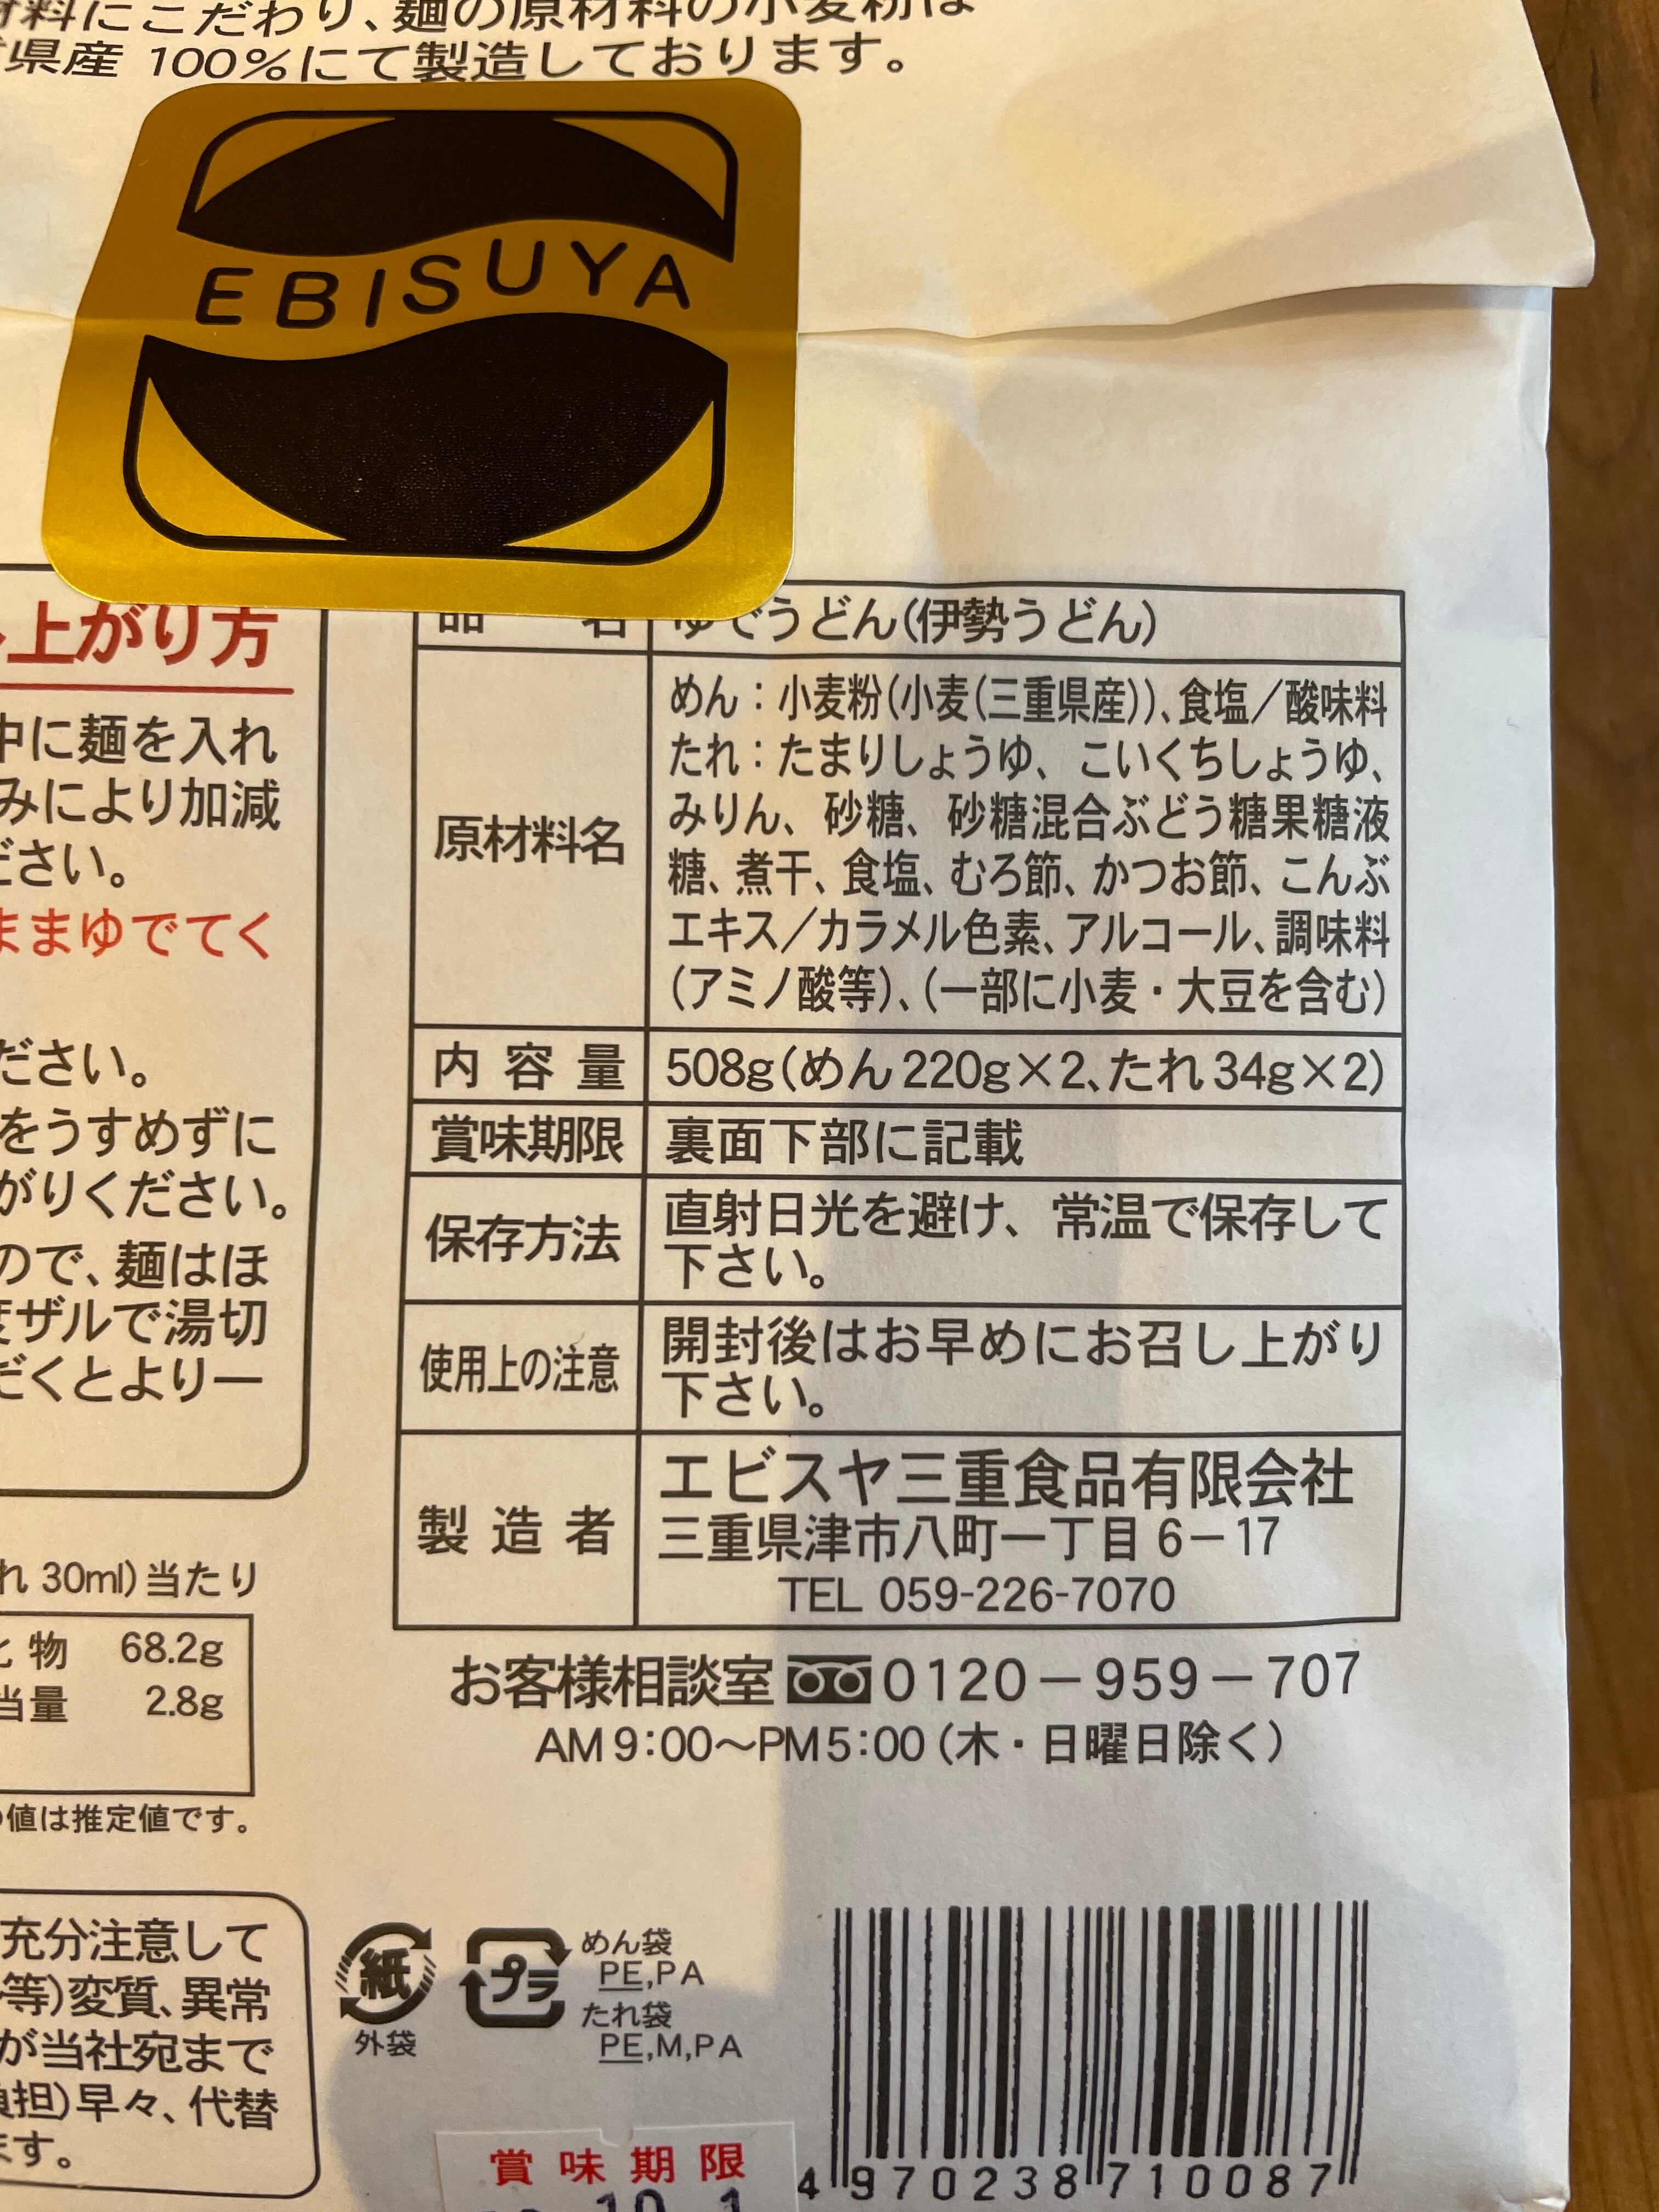 材料にこだわり、麺の原材料の小麦粉は
県産 100%にて製造しております。
EBISUYA
上がり方
中に麺を入れ
みにより加減
ださい。
ままゆでてく
ださい。
をうすめずに
がりください。
ので、麺はほ
ザルで湯切
だくとより一
れ 30ml)当たり
物 68.2g
当量 2.8g
値は推定値です。
充分注意して
等)変質、異常
が当社宛まで
負担)早々、代替
ます。
品名 ゆでうどん(伊勢うどん)
原材料名
めん：小麦粉(小麦(三重県産))、食塩／酸味料
たれ：たまりしょうゆ、こいくちしょうゆ、
みりん、砂糖、砂糖混合ぶどう糖果糖液
糖、煮干、食塩、むろ節、かつお節、こんぶ
エキス／カラメル色素、アルコール、調味料
(アミノ酸等)、(一部に小麦・大豆を含む)
内容量 508g(めん220g×2、たれ34g×2)
賞味期限 裏面下部に記載
保存方法 直射日光を避け、常温で保存して
下さい。
使用上の注意 開封後はお早めにお召し上がり
下さい。
製造者 エビスヤ三重食品有限会社
三重県津市八町一丁目6－17
TEL 059-226-7070
お客様相談室 0120－959－707
AM9:00～PM5:00(木・日曜日除く)
紙
外袋
プラ
めん袋
PE,PA
たれ袋
PE,M,PA
賞味期限
10. 1
4 970238 710087